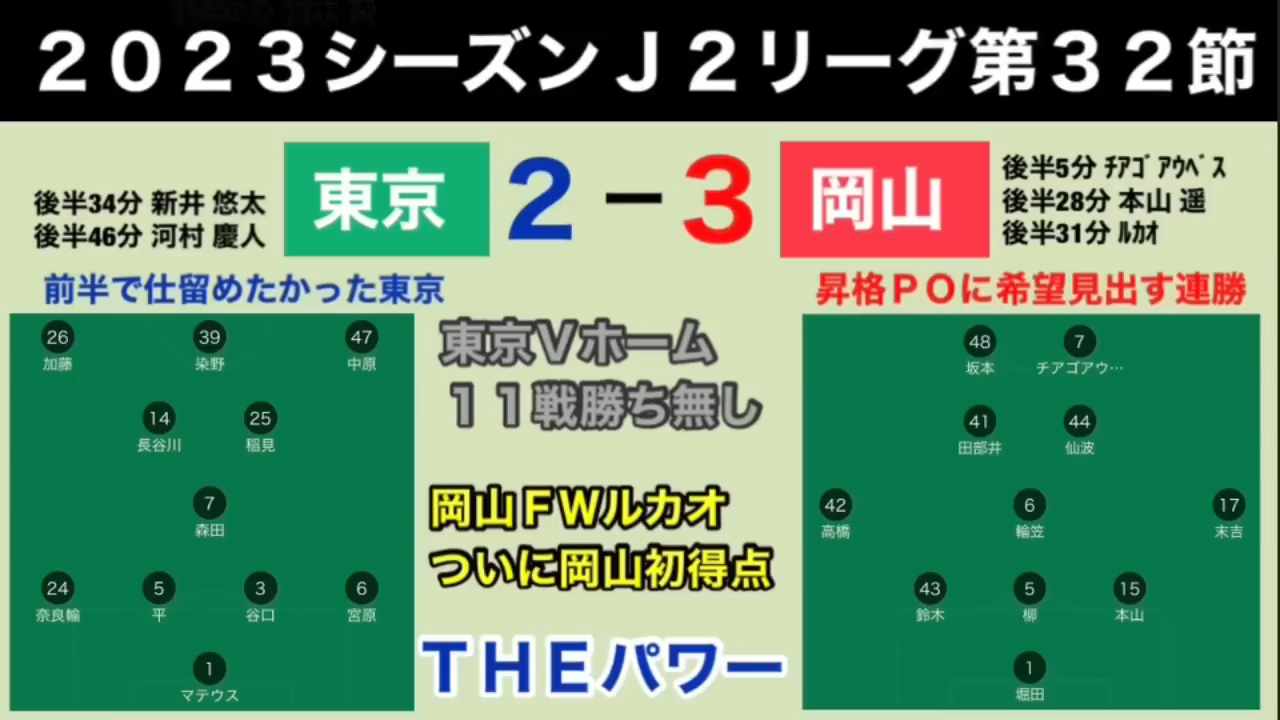 ２０２３シーズンＪ２リーグ第３２節
後半34分 新井 悠太
後半46分 河村 慶人
東京
2 － 3
岡山
後半5分 ﾁｱｺﾞｱｳﾍﾞｽ
後半28分 本山 遥
後半31分 ﾙｶｵ
前半で仕留めたかった東京
昇格ＰＯに希望見出す連勝
26 39 47
加藤 染野 中原
14 25
長谷川 稲見
7
森田
24 5 3 6
奈良輪 平 谷口 宮原
1
マテウス
東京Ｖホーム
１１戦勝ち無し
岡山ＦＷルカオ
ついに岡山初得点
ＴＨＥパワー
48 7
坂本 チアゴアウ…
41 44
田部井 仙波
42 6 17
高橋 輪笠 末吉
43 5 15
鈴木 柳 本山
1
堀田